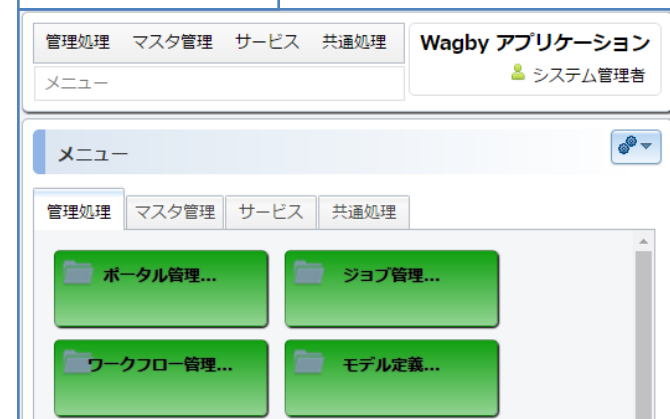 管理処理 マスタ管理 サービス 共通処理
Wagby アプリケーション
システム管理者
メニュー
メニュー
管理処理 マスタ管理 サービス 共通処理
ポータル管理... ジョブ管理...
ワークフロー管理... モデル定義...